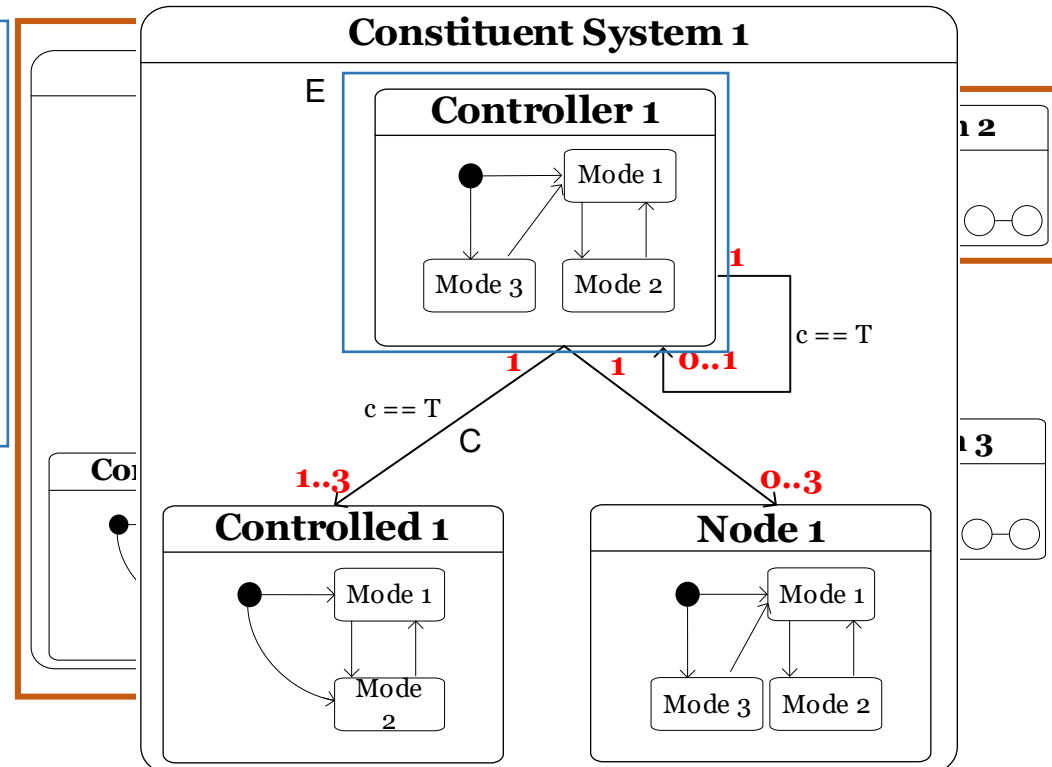 Constituent System 1
E
Controller 1
2
Mode 1
Mode 3
Mode 2
1
c == T
1
1
0..1
c == T
C
3
1..3
0..3
Controlled 1
Node 1
Mode 1
Mode 1
Mode
2
Mode 3
Mode 2